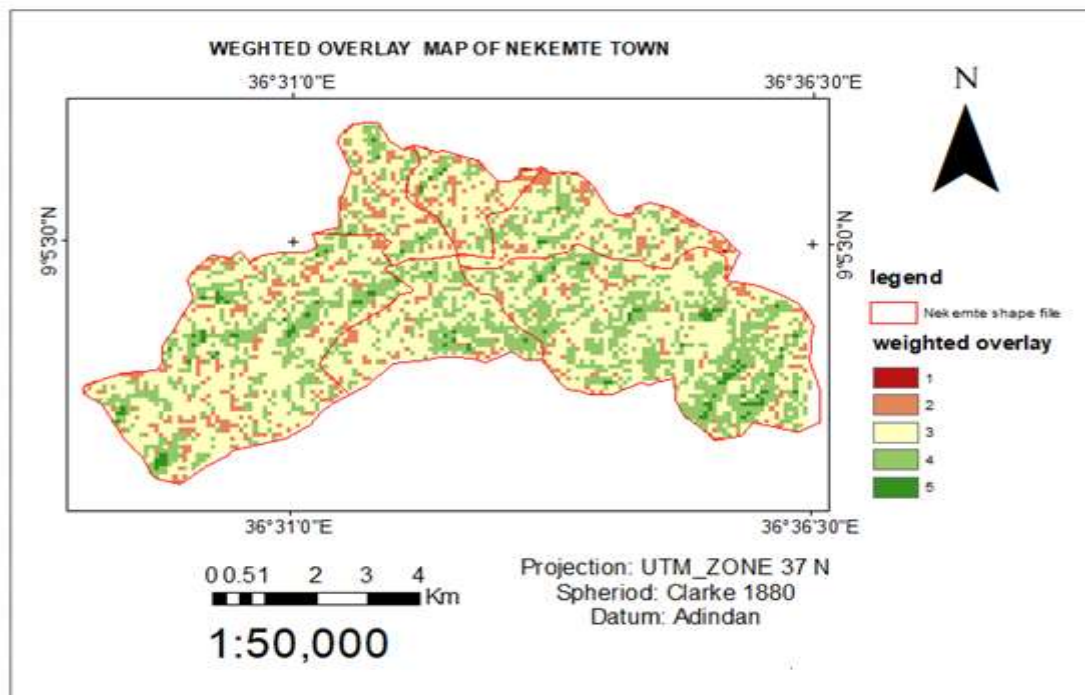 WEGHTED OVERLAY MAP OF NEKEMTE TOWN
36°31'0"E
36°36'30"E
N
9°5'30"N
9°5'30"N
legend
Nekemte shape file
weighted overlay
1
2
3
4
5
36°31'0"E
36°36'30"E
0 0.51 2 3 4
Km
1:50,000
Projection: UTM_ZONE 37 N
Spheriod: Clarke 1880
Datum: Adindan